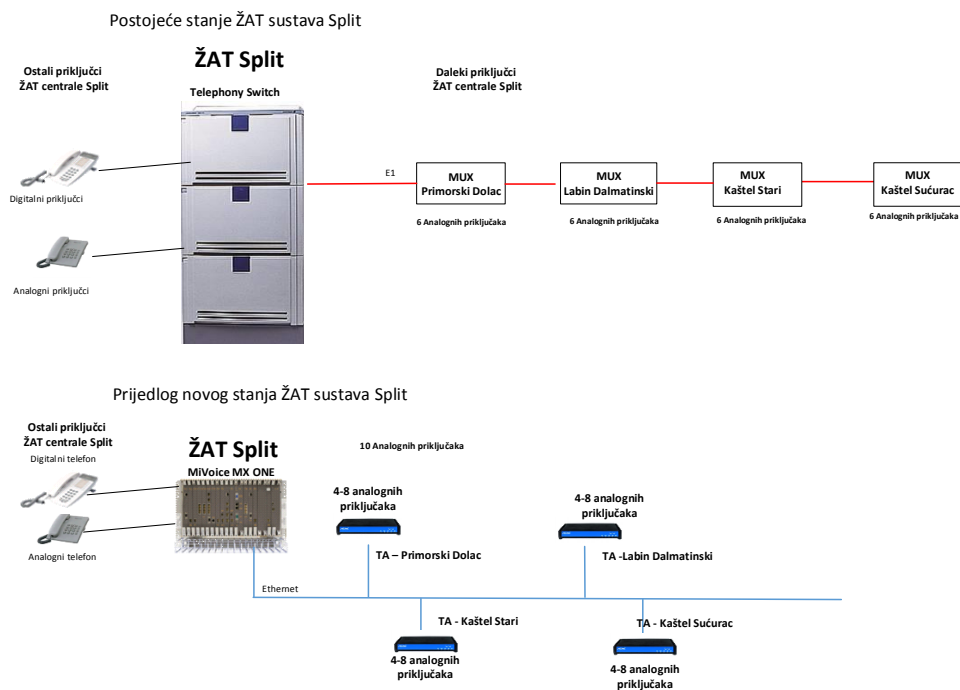 Postojeće stanje ŽAT sustava Split
ŽAT Split
Ostali priključci
ŽAT centrale Split
Telephony Switch
Daleki priključci
ŽAT centrale Split
Digitalni priključci
Analogni priključci
E1
MUX
Primorski Dolac
6 Analognih priključaka
MUX
Labin Dalmatinski
6 Analognih priključaka
MUX
Kaštel Stari
6 Analognih priključaka
MUX
Kaštel Sućurac
6 Analognih priključaka
Prijedlog novog stanja ŽAT sustava Split
Ostali priključci
ŽAT centrale Split
Digitalni telefon
Analogni telefon
ŽAT Split
MiVoice MX ONE
10 Analognih priključaka
4-8 analognih
priključaka
TA – Primorski Dolac
4-8 analognih
priključaka
TA -Labin Dalmatinski
Ethernet
TA - Kaštel Stari
4-8 analognih
priključaka
TA - Kaštel Sućurac
4-8 analognih
priključaka